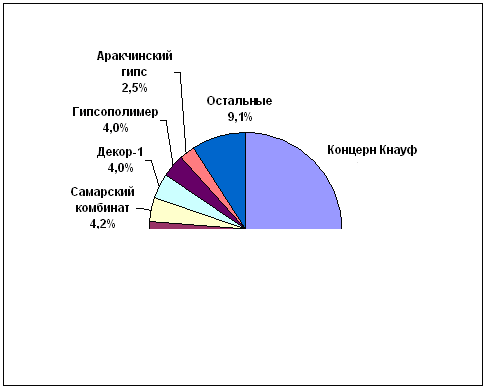 Аракчинский
гипс
2,5%
Остальные
9,1%
Гипсополимер
4,0%
Концерн Кнауф
Декор-1
4,0%
Самарский
комбинат
4,2%